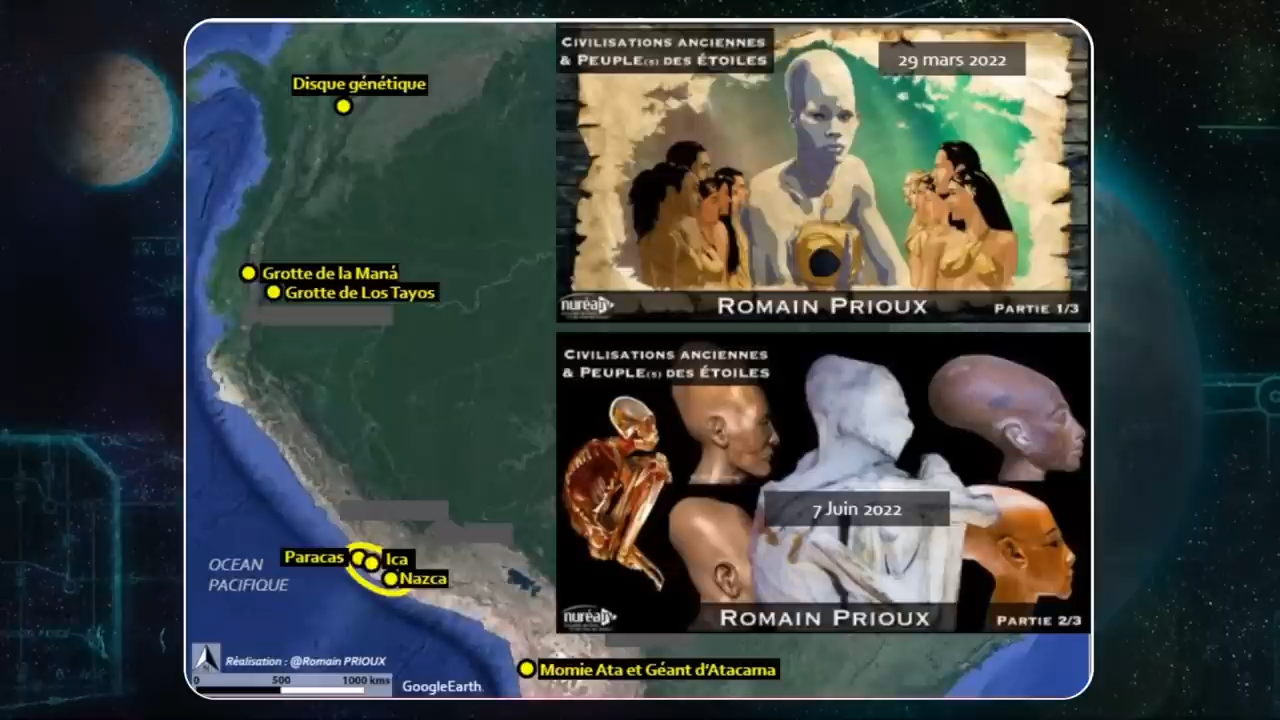 Disque génétique
Grotte de la Maná
Grotte de Los Tayos
Paracas
Ica
Nazca
OCEAN
PACIFIQUE
Réalisation : @Romain PRIOUX
0 500 1000 kms
GoogleEarth
Momie Ata et Géant d'Atacama
CIVILISATIONS ANCIENNES
& PEUPLE(S) DES ÉTOILES
29 mars 2022
nuréa tv
ROMAIN PRIOUX
PARTIE 1/3
CIVILISATIONS ANCIENNES
& PEUPLE(S) DES ÉTOILES
7 Juin 2022
nuréa tv
ROMAIN PRIOUX
PARTIE 2/3